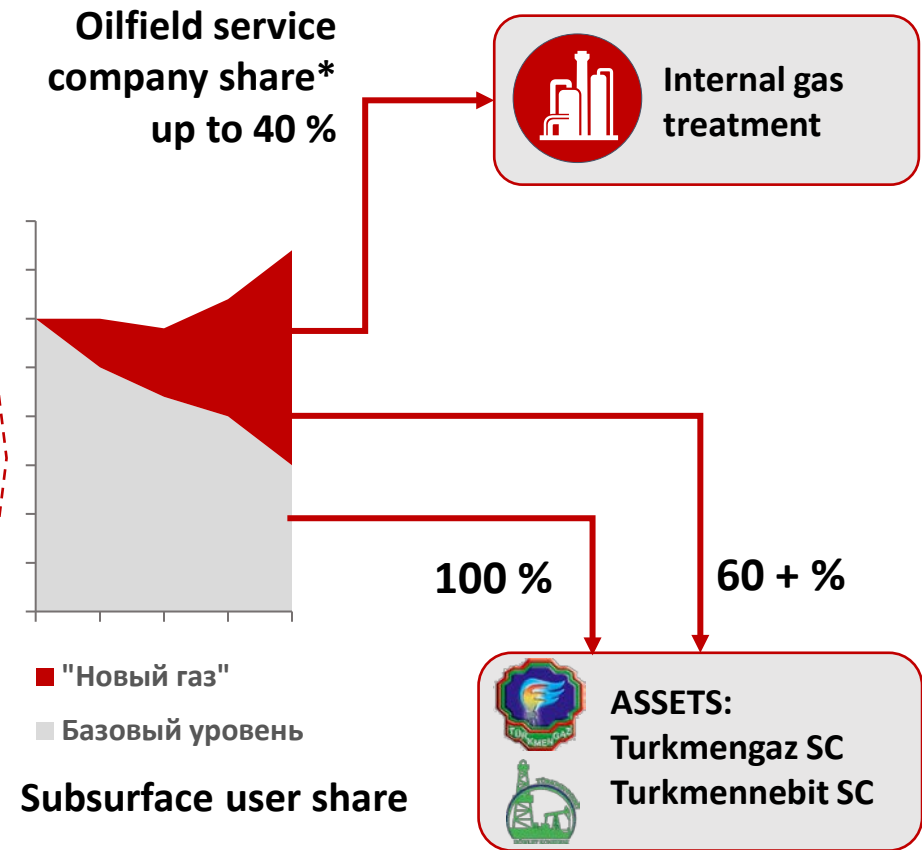 Oilfield service
company share*
up to 40 %
Internal gas
treatment
100 %
60 + %
"Новый газ"
Базовый уровень
Subsurface user share
ASSETS:
Turkmengaz SC
Turkmennebit SC